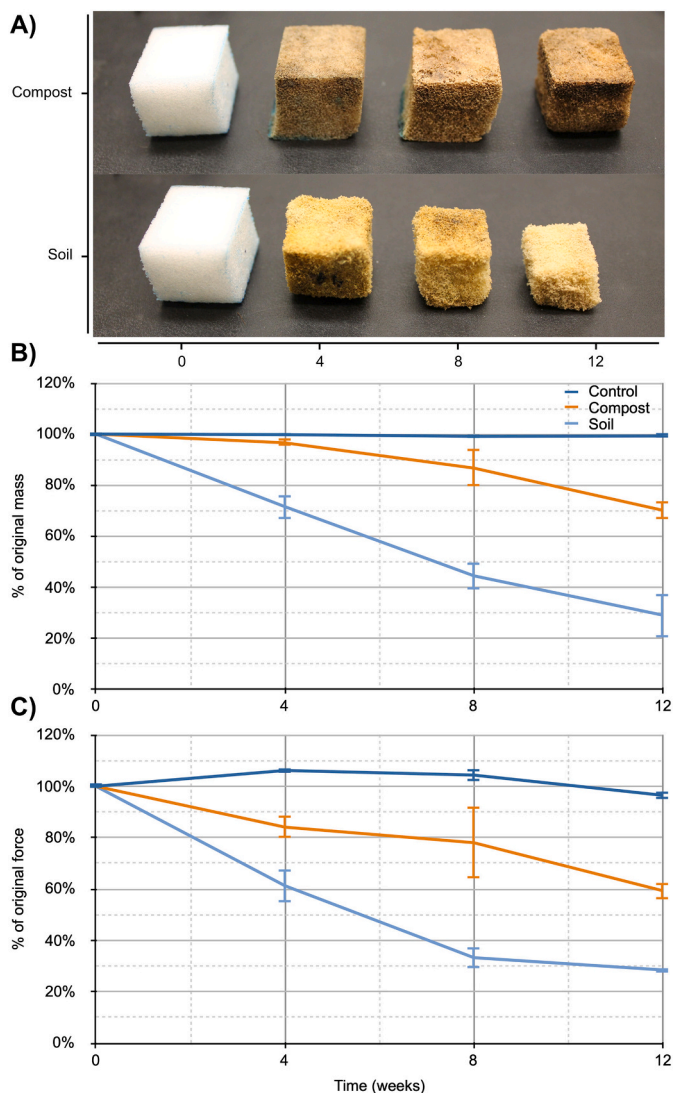 A)
Compost
Soil
0 4 8 12
B)
120%
Control
Compost
Soil
100%
80%
60%
40%
20%
0%
% of original mass
0 4 8 12
C)
120%
100%
80%
60%
40%
20%
0%
% of original force
0 4 8 12
Time (weeks)